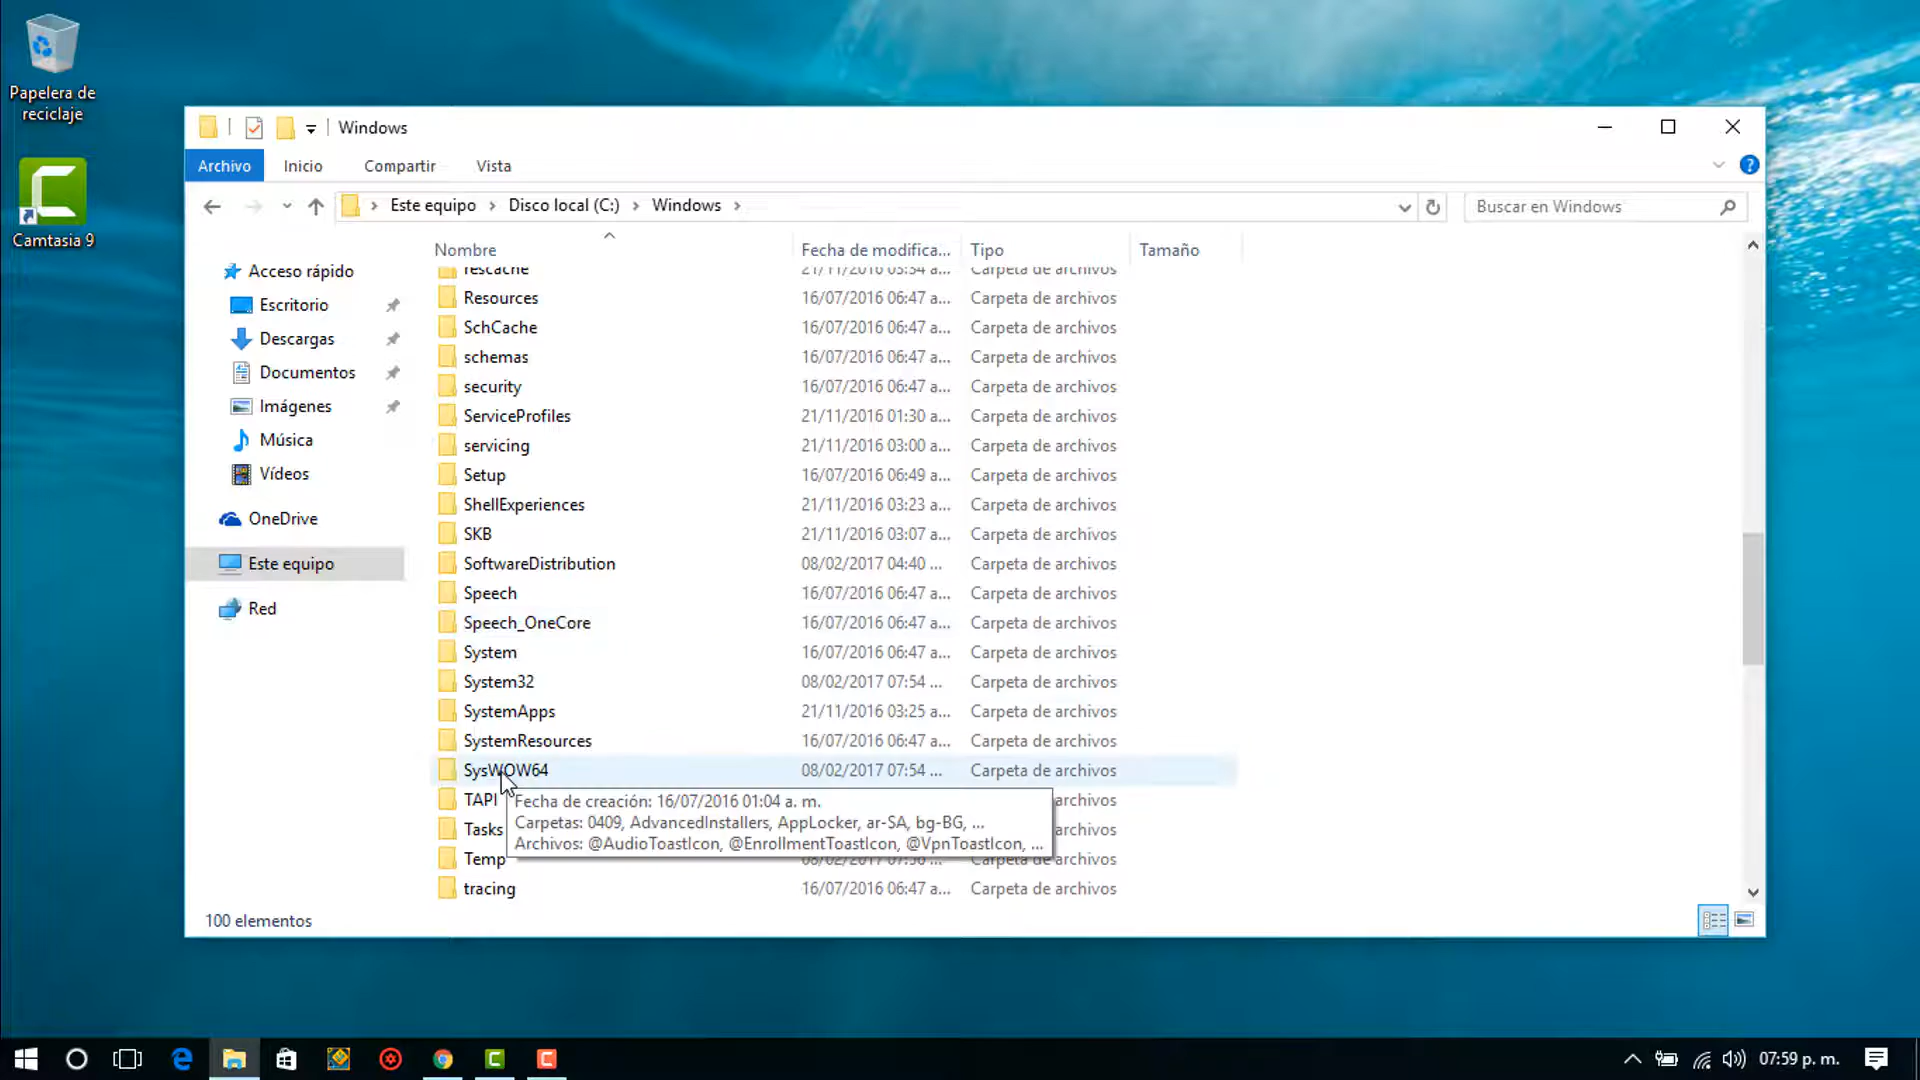 Papelera de
reciclaje
Camtasia 9
Windows
Archivo Inicio Compartir Vista
Este equipo Disco local (C:) Windows
Buscar en Windows
Acceso rápido
Escritorio
Descargas
Documentos
Imágenes
Música
Vídeos
OneDrive
Este equipo
Red
Nombre Fecha de modifica... Tipo Tamaño
rescache 21/11/2016 03:34 a... Carpeta de archivos
Resources 16/07/2016 06:47 a... Carpeta de archivos
SchCache 16/07/2016 06:47 a... Carpeta de archivos
schemas 16/07/2016 06:47 a... Carpeta de archivos
security 16/07/2016 06:47 a... Carpeta de archivos
ServiceProfiles 21/11/2016 01:30 a... Carpeta de archivos
servicing 21/11/2016 03:00 a... Carpeta de archivos
Setup 16/07/2016 06:49 a... Carpeta de archivos
ShellExperiences 21/11/2016 03:23 a... Carpeta de archivos
SKB 21/11/2016 03:07 a... Carpeta de archivos
SoftwareDistribution 08/02/2017 04:40 ... Carpeta de archivos
Speech 16/07/2016 06:47 a... Carpeta de archivos
Speech_OneCore 16/07/2016 06:47 a... Carpeta de archivos
System 16/07/2016 06:47 a... Carpeta de archivos
System32 08/02/2017 07:54 ... Carpeta de archivos
SystemApps 21/11/2016 03:25 a... Carpeta de archivos
SystemResources 16/07/2016 06:47 a... Carpeta de archivos
SysWOW64 08/02/2017 07:54 ... Carpeta de archivos
TAPI archivos
Fecha de creación: 16/07/2016 01:04 a. m.
Carpetas: 0409, AdvancedInstallers, AppLocker, ar-SA, bg-BG, ...
Archivos: @AudioToastIcon, @EnrollmentToastIcon, @VpnToastIcon, ...
Tasks archivos
Temp 08/02/2017 07:56 ... Carpeta de archivos
tracing 16/07/2016 06:47 a... Carpeta de archivos
100 elementos
07:59 p. m.